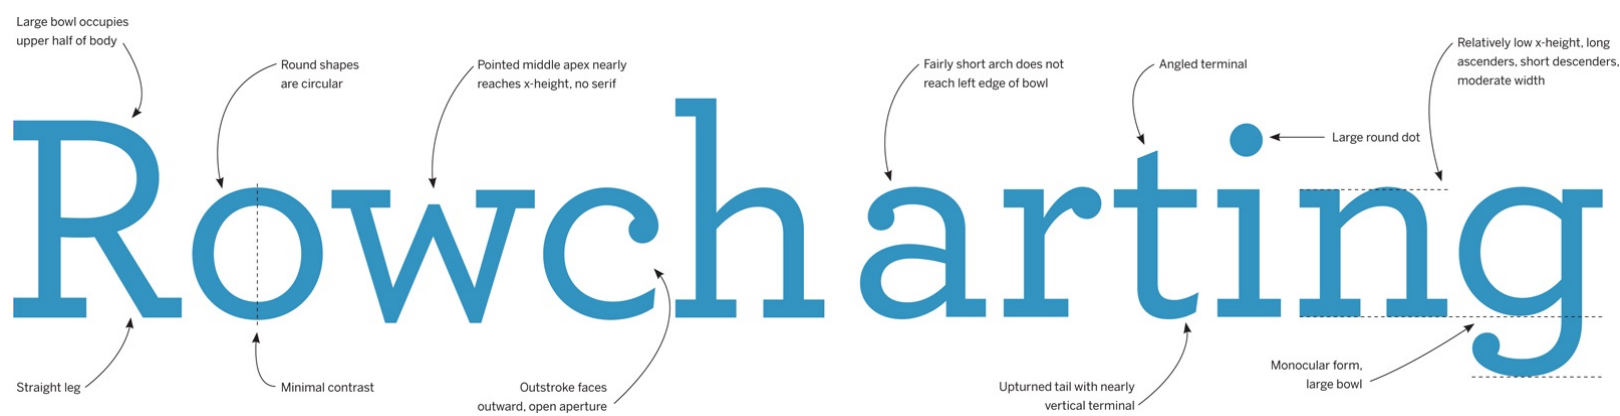 Large bowl occupies
upper half of body
Round shapes
are circular
Pointed middle apex nearly
reaches x-height, no serif
Fairly short arch does not
reach left edge of bowl
Angled terminal
Relatively low x-height, long
ascenders, short descenders,
moderate width
Large round dot
Rowcharting
Straight leg
Minimal contrast
Outstroke faces
outward, open aperture
Upturned tail with nearly
vertical terminal
Monocular form,
large bowl